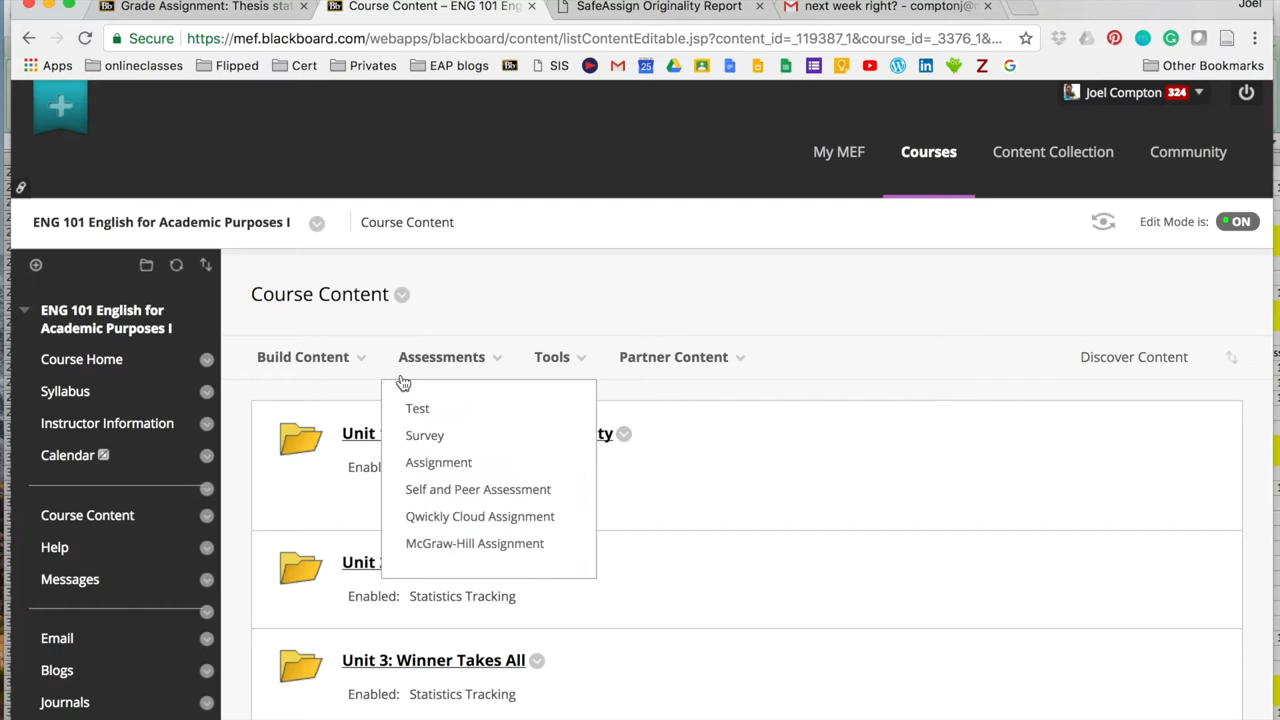 Grade Assignment: Thesis stat
Course Content – ENG 101 Eng
SafeAssign Originality Report
next week right? - comptonj@
Joel
Secure https://mef.blackboard.com/webapps/blackboard/content/listContentEditable.jsp?content_id=_119387_1&course_id=_3376_1&...
Apps onlineclasses Flipped Cert Privates EAP blogs Bb SIS Other Bookmarks
Joel Compton 324
My MEF Courses Content Collection Community
ENG 101 English for Academic Purposes I Course Content Edit Mode is: ON
ENG 101 English for
Academic Purposes I
Course Home
Syllabus
Instructor Information
Calendar
Course Content
Help
Messages
Email
Blogs
Journals
Course Content
Build Content Assessments Tools Partner Content Discover Content
Test
Survey
Assignment
Self and Peer Assessment
Qwickly Cloud Assignment
McGraw-Hill Assignment
Unit ty
Enabl
Unit
Enabled: Statistics Tracking
Unit 3: Winner Takes All
Enabled: Statistics Tracking